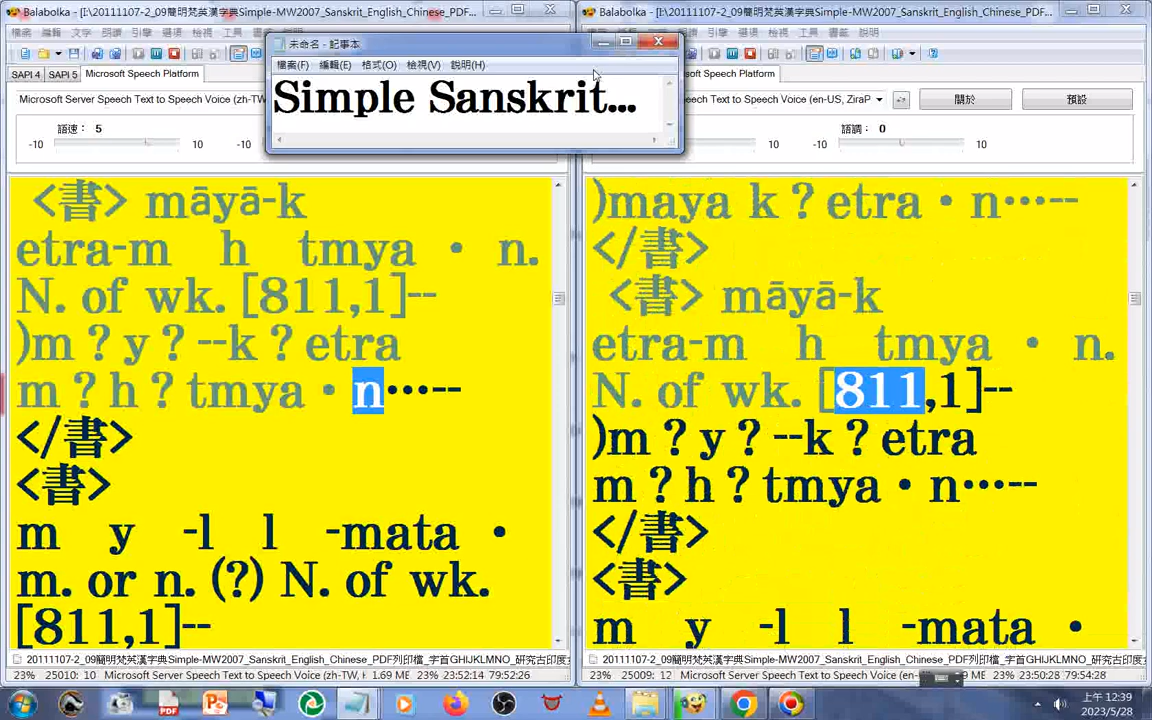 Balabolka - [I:\20111107-2_09簡明梵英漢字典Simple-MW2007_Sanskrit_English_Chinese_PDF...
Balabolka - [I:\20111107-2_09簡明梵英漢字典Simple-MW2007_Sanskrit_English_Chinese_PDF...
未命名 - 記事本
檔案(F) 編輯(E) 格式(O) 檢視(V) 說明(H)
Simple Sanskrit...
SAPI 4 SAPI 5 Microsoft Speech Platform
Speech Platform
Microsoft Server Speech Text to Speech Voice (zh-TW
ech Text to Speech Voice (en-US, ZiraP
關於
預設
語速： 5
-10 10 -10
語調： 0
10 -10 10
<書> māyā-k
etra-m h tmya • n.
N. of wk. [811,1]--
)m ? y ? --k ? etra
m ? h ? tmya • n…--
</書>
<書>
m y -l l -mata •
m. or n. (?) N. of wk.
[811,1]--
)maya k ? etra • n…--
</書>
<書> māyā-k
etra-m h tmya • n.
N. of wk. [811,1]--
)m ? y ? --k ? etra
m ? h ? tmya • n…--
</書>
<書>
m y -l l -mata •
20111107-2_09簡明梵英漢字典Simple-MW2007_Sanskrit_English_Chinese_PDF列印檔_字首GHIJKLMNO_研究古印度
20111107-2_09簡明梵英漢字典Simple-MW2007_Sanskrit_English_Chinese_PDF列印檔_字首GHIJKLMNO_研究古印度
23% 25010: 10 Microsoft Server Speech Text to Speech Voice (zh-TW, 1.69 ME 23% 23:52:14 79:52:26
23% 25009: 12 Microsoft Server Speech Text to Speech Voice 23% 23:50:28 79:54:28
上午 12:39
2023/5/28